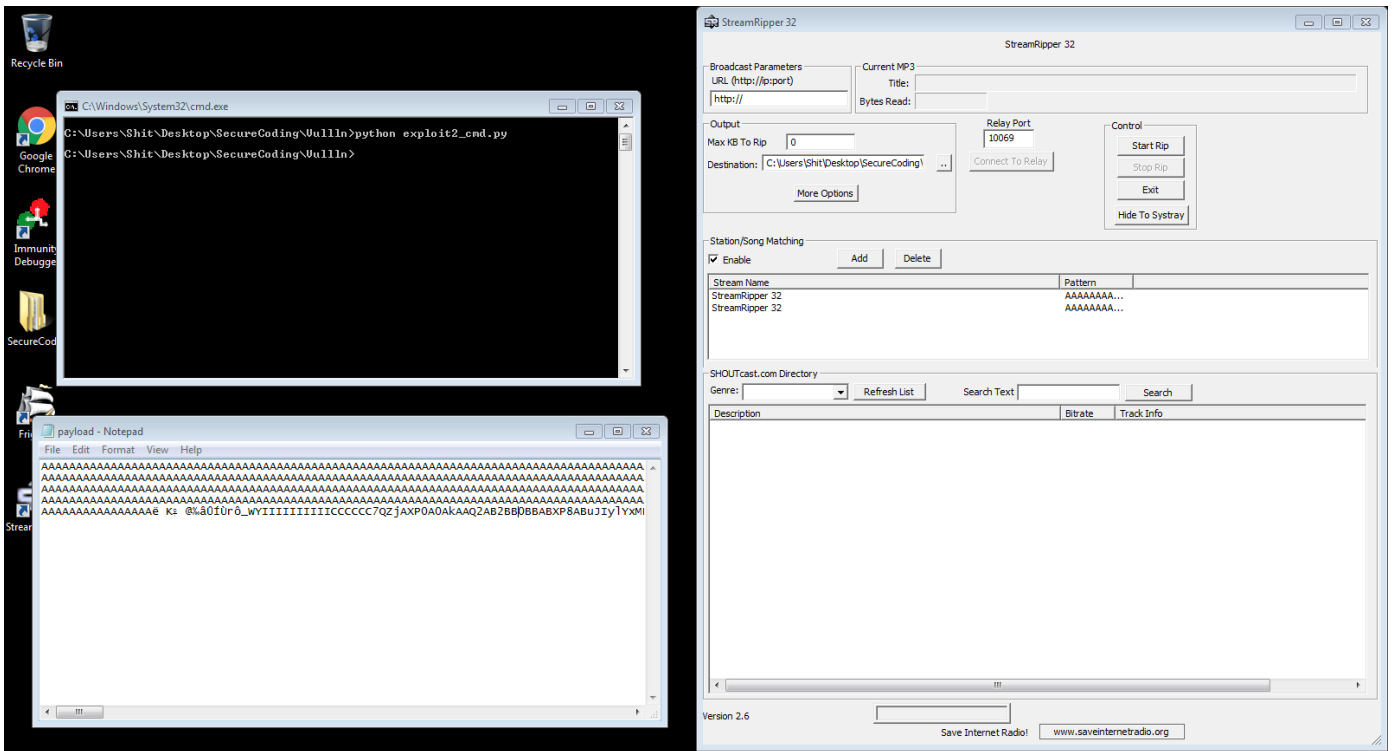 Recycle Bin
Google
Chrome
Immunity
Debugge
SecureCod
Fri
Strear
C:\Windows\System32\cmd.exe
C:\Users\Shit\Desktop\SecureCoding\Vullln>python exploit2_cmd.py
C:\Users\Shit\Desktop\SecureCoding\Vullln>
payload - Notepad
File Edit Format View Help
StreamRipper 32
StreamRipper 32
Broadcast Parameters
URL (http://ip:port)
http://
Current MP3
Title:
Bytes Read:
Output
Max KB To Rip 0
Destination: C:\Users\Shit\Desktop\SecureCoding\ ..
More Options
Relay Port
10069
Connect To Relay
Control
Start Rip
Stop Rip
Exit
Hide To Systray
Station/Song Matching
Enable Add Delete
Stream Name Pattern
StreamRipper 32 AAAAAAAA...
StreamRipper 32 AAAAAAAA...
SHOUTcast.com Directory
Genre: Refresh List Search Text Search
Description Bitrate Track Info
Version 2.6
Save Internet Radio! www.saveinternetradio.org